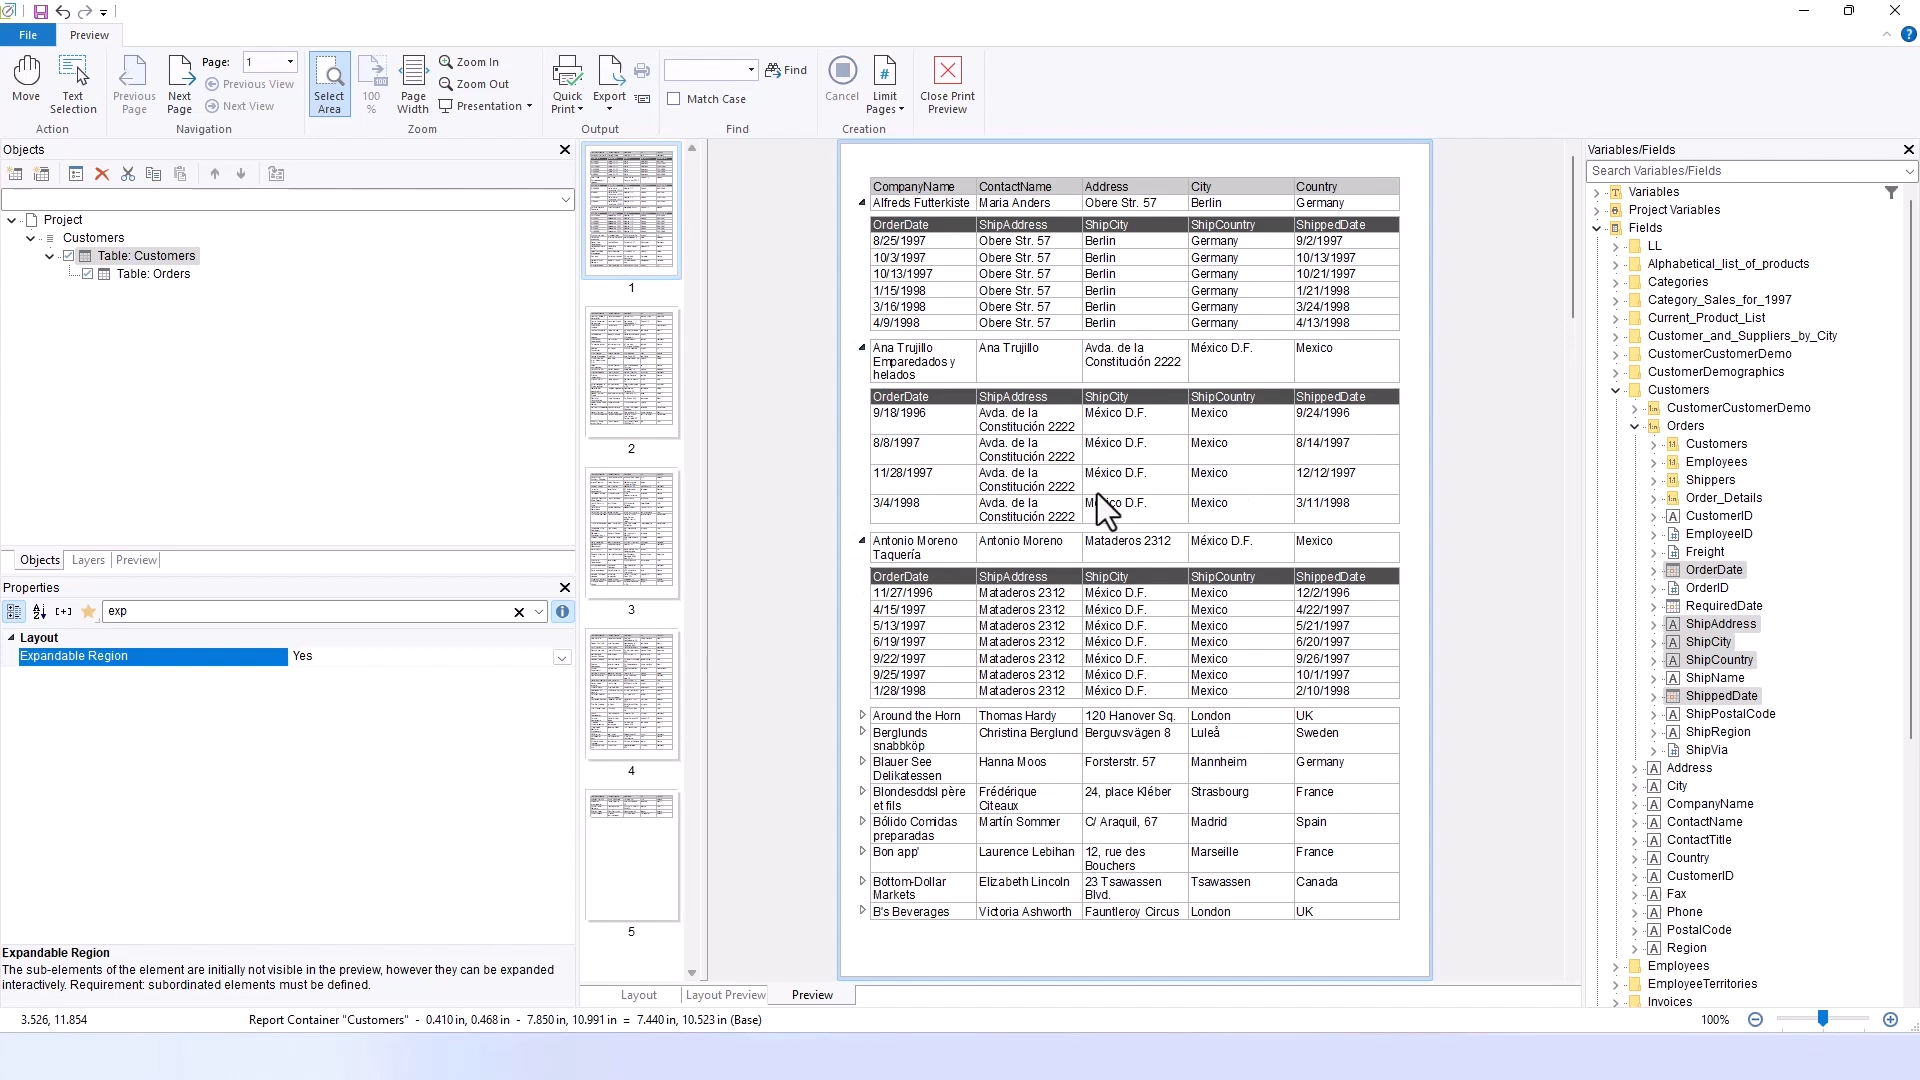 File
Preview
Move
Text Selection
Action
Previous Page
Next Page
Page:
1
Previous View
Next View
Navigation
Select Area
100 %
Page Width
Zoom In
Zoom Out
Presentation
Zoom
Quick Print
Export
Output
Find
Match Case
Find
Cancel
Limit Pages
Creation
Close Print Preview
Objects
Project
Customers
Table: Customers
Table: Orders
Objects
Layers
Preview
Properties
exp
Layout
Expandable Region
Yes
Expandable Region
The sub-elements of the element are initially not visible in the preview, however they can be expanded
interactively. Requirement: subordinated elements must be defined.
1
2
3
4
5
CompanyName ContactName Address City Country
Alfreds Futterkiste Maria Anders Obere Str. 57 Berlin Germany
OrderDate ShipAddress ShipCity ShipCountry ShippedDate
8/25/1997 Obere Str. 57 Berlin Germany 9/2/1997
10/3/1997 Obere Str. 57 Berlin Germany 10/13/1997
10/13/1997 Obere Str. 57 Berlin Germany 10/21/1997
1/15/1998 Obere Str. 57 Berlin Germany 1/21/1998
3/16/1998 Obere Str. 57 Berlin Germany 3/24/1998
4/9/1998 Obere Str. 57 Berlin Germany 4/13/1998
Ana Trujillo Emparedados y helados Ana Trujillo Avda. de la Constitución 2222 México D.F. Mexico
OrderDate ShipAddress ShipCity ShipCountry ShippedDate
9/18/1996 Avda. de la Constitución 2222 México D.F. Mexico 9/24/1996
8/8/1997 Avda. de la Constitución 2222 México D.F. Mexico 8/14/1997
11/28/1997 Avda. de la Constitución 2222 México D.F. Mexico 12/12/1997
3/4/1998 Avda. de la Constitución 2222 México D.F. Mexico 3/11/1998
Antonio Moreno Taquería Antonio Moreno Mataderos 2312 México D.F. Mexico
OrderDate ShipAddress ShipCity ShipCountry ShippedDate
11/27/1996 Mataderos 2312 México D.F. Mexico 12/2/1996
4/15/1997 Mataderos 2312 México D.F. Mexico 4/22/1997
5/13/1997 Mataderos 2312 México D.F. Mexico 5/21/1997
6/19/1997 Mataderos 2312 México D.F. Mexico 6/20/1997
9/22/1997 Mataderos 2312 México D.F. Mexico 9/26/1997
9/25/1997 Mataderos 2312 México D.F. Mexico 10/1/1997
1/28/1998 Mataderos 2312 México D.F. Mexico 2/10/1998
Around the Horn Thomas Hardy 120 Hanover Sq. London UK
Berglunds snabbköp Christina Berglund Berguvsvägen 8 Luleå Sweden
Blauer See Delikatessen Hanna Moos Forsterstr. 57 Mannheim Germany
Blondesddsl père et fils Frédérique Citeaux 24, place Kléber Strasbourg France
Bólido Comidas preparadas Martín Sommer C/ Araquil, 67 Madrid Spain
Bon app' Laurence Lebihan 12, rue des Bouchers Marseille France
Bottom-Dollar Markets Elizabeth Lincoln 23 Tsawassen Blvd. Tsawassen Canada
B's Beverages Victoria Ashworth Fauntleroy Circus London UK
Layout
Layout Preview
Preview
Variables/Fields
Search Variables/Fields
Variables
Project Variables
Fields
LL
Alphabetical_list_of_products
Categories
Category_Sales_for_1997
Current_Product_List
Customer_and_Suppliers_by_City
CustomerCustomerDemo
CustomerDemographics
Customers
CustomerCustomerDemo
Orders
Customers
Employees
Shippers
Order_Details
CustomerID
EmployeeID
Freight
OrderDate
OrderID
RequiredDate
ShipAddress
ShipCity
ShipCountry
ShipName
ShippedDate
ShipPostalCode
ShipRegion
ShipVia
Address
City
CompanyName
ContactName
ContactTitle
Country
CustomerID
Fax
Phone
PostalCode
Region
Employees
EmployeeTerritories
Invoices
3.526, 11.854
Report Container "Customers" - 0.410 in, 0.468 in - 7.850 in, 10.991 in = 7.440 in, 10.523 in (Base)
100%